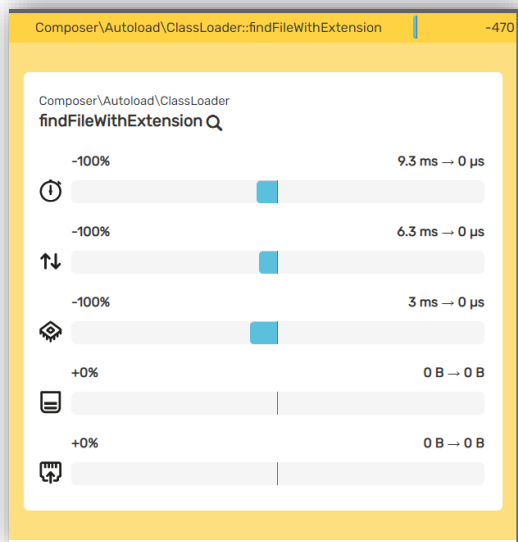 Composer\Autoload\ClassLoader::findFileWithExtension -470
Composer\Autoload\ClassLoader
findFileWithExtension
-100% 9.3 ms → 0 µs
-100% 6.3 ms → 0 µs
-100% 3 ms → 0 µs
+0% 0 B → 0 B
+0% 0 B → 0 B